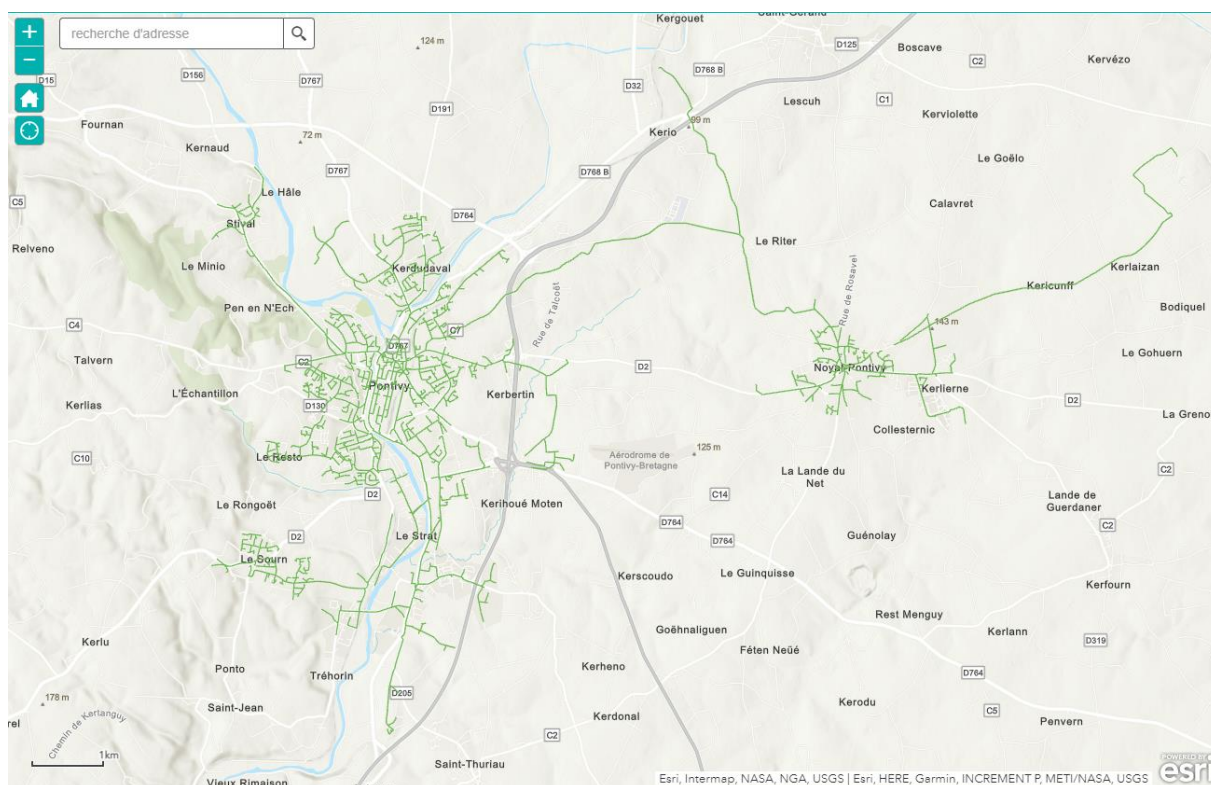 Kergouet
Saint-Gérand
+
recherche d'adresse
124 m
D125
Boscave
C2
Kervézo
−
D15
D156
D767
D32
D768 B
Lescuh
C1
Kerviolette
D191
99 m
Fournan
Kernaud
72 m
Kerio
Le Goëlo
D767
D768 B
Le Hâle
C5
Calavret
Stival
D764
Relveno
Le Riter
Le Minio
Kerdudaval
Kerlaizan
Rue de Rosavel
Kericunff
Pen en N'Ech
Rue de Talcoët
Bodiquel
C4
C7
143 m
Talvern
C2
D767
D2
Noyal-Pontivy
Le Gohuern
L'Échantillon
Pontivy
Kerbertin
Kerlierne
Kerlias
D130
D2
La Greno
Collesternic
C10
Le Resto
Aérodrome de
Pontivy-Bretagne
125 m
La Lande du
Net
C2
Le Rongoët
D2
Kerihoué Moten
C14
Lande de
Guerdaner
D764
C2
Le Strat
D2
D764
Guénolay
Le Sourn
Kerscoudo
Le Guinquisse
Kerfourn
Rest Menguy
Kerlu
Goëhnaliguen
Kerlann
D319
Féten Neüé
Ponto
Tréhorin
Kerheno
D764
178 m
D205
Saint-Jean
Kerodu
C5
rel
Chemin de Kerlanguy
Kerdonal
Penvern
C2
1km
Saint-Thuriau
Vieux Rimaison
Esri, Intermap, NASA, NGA, USGS | Esri, HERE, Garmin, INCREMENT P, METI/NASA, USGS
POWERED BY
esri